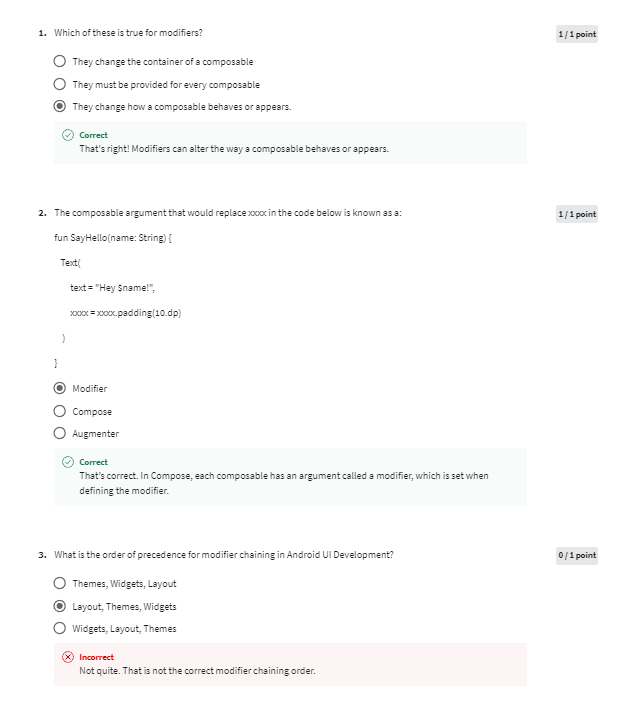 1. Which of these is true for modifiers?
1 / 1 point
They change the container of a composable
They must be provided for every composable
They change how a composable behaves or appears.
Correct
That's right! Modifiers can alter the way a composable behaves or appears.
2. The composable argument that would replace xxxx in the code below is known as a:
1 / 1 point
fun SayHello(name: String) {
Text(
text = "Hey $name!",
xxxx = xxxx.padding(10.dp)
)
}
Modifier
Compose
Augmenter
Correct
That's correct. In Compose, each composable has an argument called a modifier, which is set when
defining the modifier.
3. What is the order of precedence for modifier chaining in Android UI Development?
0 / 1 point
Themes, Widgets, Layout
Layout, Themes, Widgets
Widgets, Layout, Themes
Incorrect
Not quite. That is not the correct modifier chaining order.